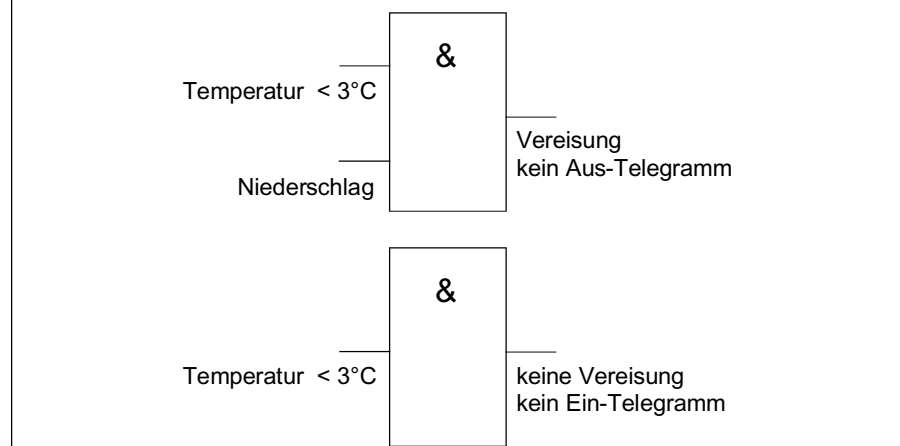 &
Temperatur < 3°C
Vereisung
kein Aus-Telegramm
Niederschlag
&
Temperatur < 3°C
keine Vereisung
kein Ein-Telegramm